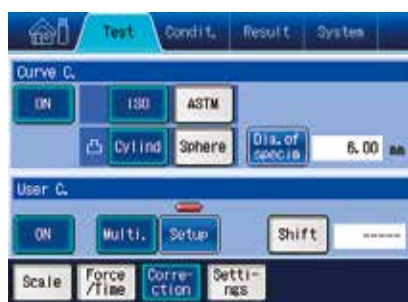 Test Condit. Result System
Curve C.
ON ISO ASTM
Cylind Sphere Dia.of specim 6.00 mm
User C.
ON Multi. Setup Shift -----
Scale Force/Time Corre-ction Setti-ngs